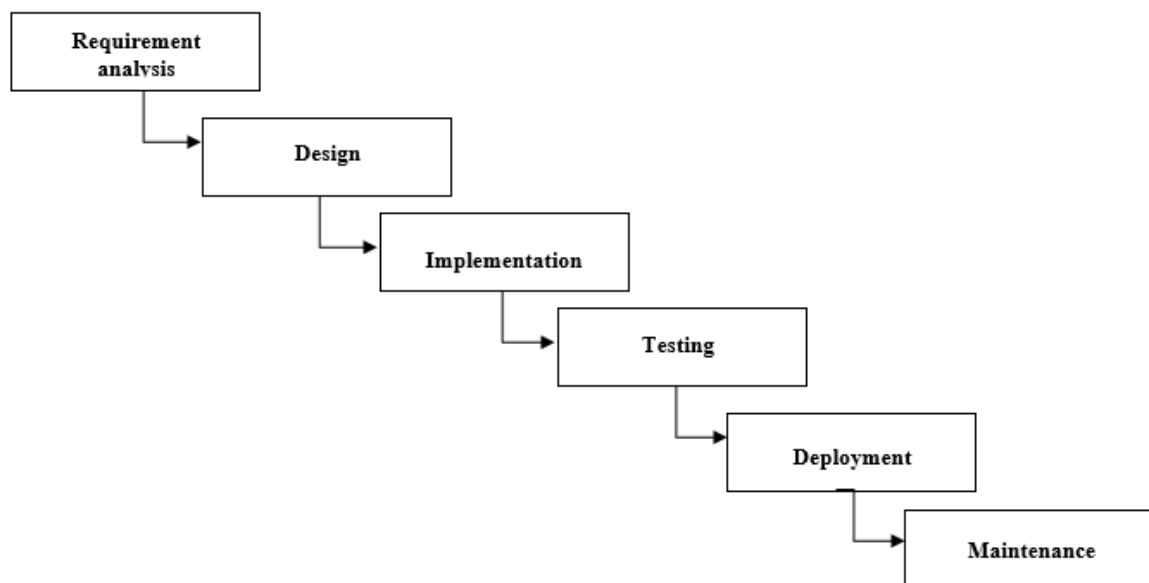 Requirement
analysis
Design
Implementation
Testing
Deployment
Maintenance